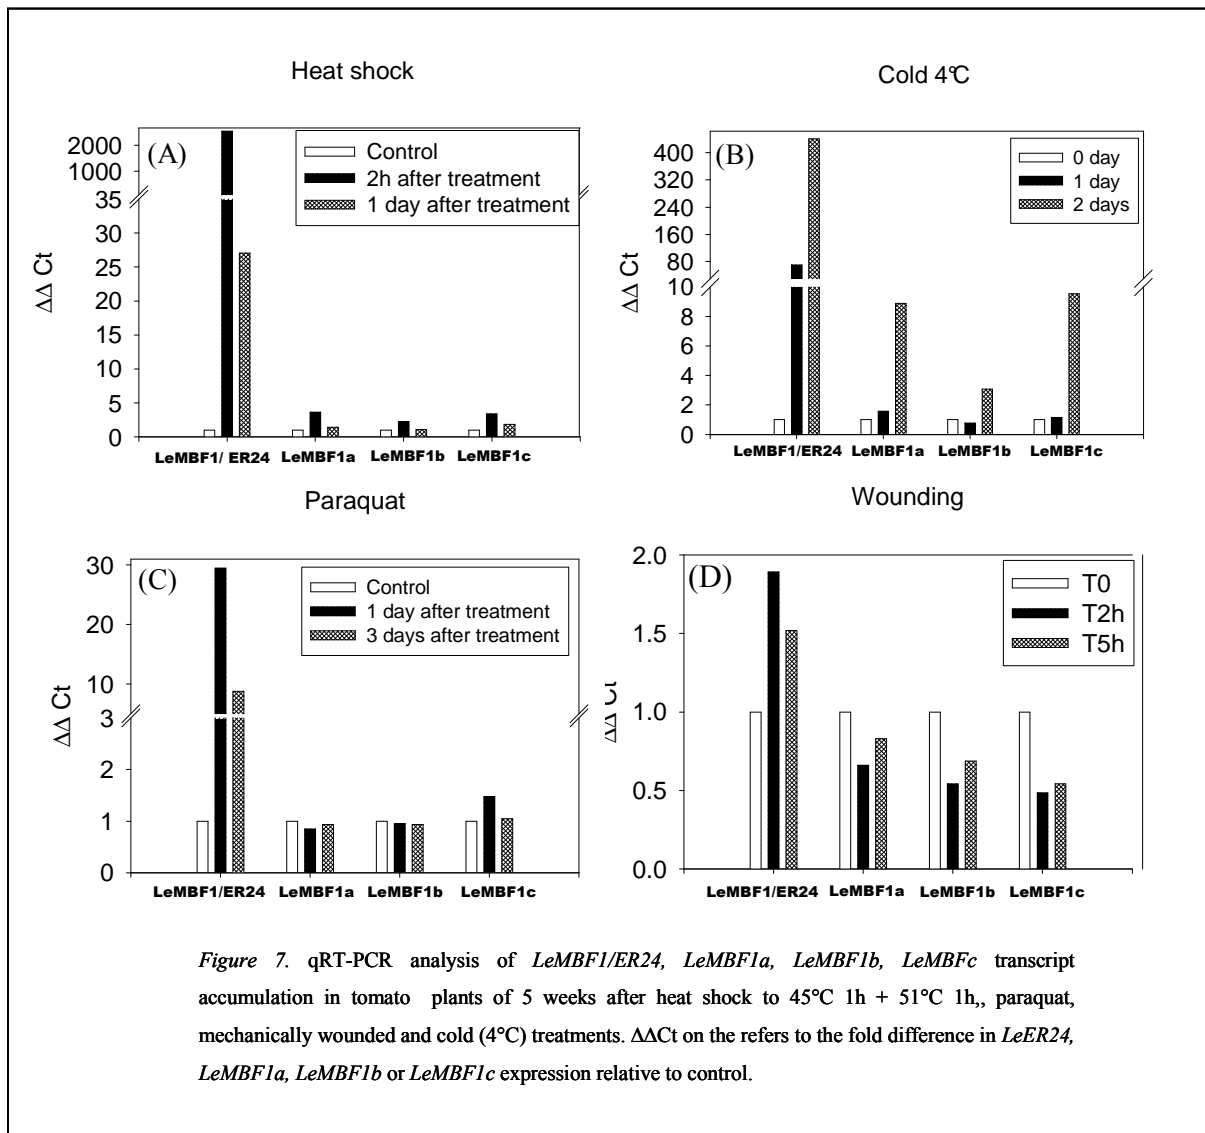 Heat shock
(A)
Control
2h after treatment
1 day after treatment
2000
1000
35
30
25
20
15
10
5
0
ΔΔ Ct
LeMBF1/ ER24 LeMBF1a LeMBF1b LeMBF1c
Cold 4°C
(B)
0 day
1 day
2 days
400
320
240
160
80
10
8
6
4
2
0
ΔΔ Ct
LeMBF1/ER24 LeMBF1a LeMBF1b LeMBF1c
Paraquat
(C)
Control
1 day after treatment
3 days after treatment
30
20
10
3
2
1
0
ΔΔ Ct
LeMBF1/ER24 LeMBF1a LeMBF1b LeMBF1c
Wounding
(D)
T0
T2h
T5h
2.0
1.5
1.0
0.5
0.0
ΔΔ Ct
LeMBF1/ER24 LeMBF1a LeMBF1b LeMBF1c
Figure 7. qRT-PCR analysis of LeMBF1/ER24, LeMBF1a, LeMBF1b, LeMBFc transcript
accumulation in tomato plants of 5 weeks after heat shock to 45°C 1h + 51°C 1h,, paraquat,
mechanically wounded and cold (4°C) treatments. ΔΔCt on the refers to the fold difference in LeER24,
LeMBF1a, LeMBF1b or LeMBF1c expression relative to control.